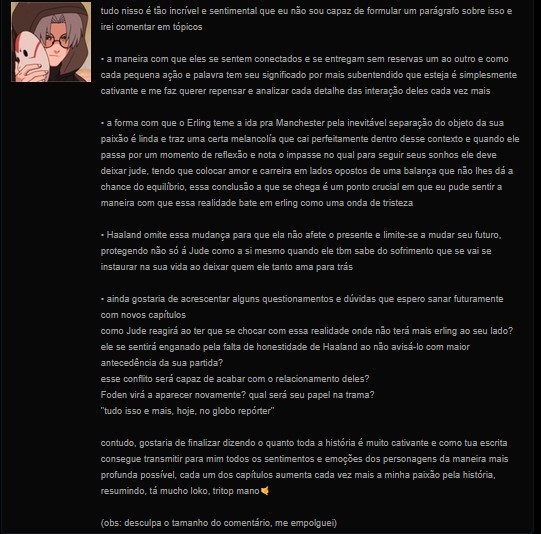 tudo nisso é tão incrível e sentimental que eu não sou capaz de formular um parágrafo sobre isso e
irei comentar em tópicos
• a maneira com que eles se sentem conectados e se entregam sem reservas um ao outro e como
cada pequena ação e palavra tem seu significado por mais subentendido que esteja é simplesmente
cativante e me faz querer repensar e analizar cada detalhe das interação deles cada vez mais
• a forma com que o Erling teme a ida pra Manchester pela inevitável separação do objeto da sua
paixão é linda e traz uma certa melancolía que cai perfeitamente dentro desse contexto e quando ele
passa por um momento de reflexão e nota o impasse no qual para seguir seus sonhos ele deve
deixar jude, tendo que colocar amor e carreira em lados opostos de uma balança que não lhes dá a
chance do equilíbrio, essa conclusão a que se chega é um ponto crucial em que eu pude sentir a
maneira com que essa realidade bate em erling como uma onda de tristeza
• Haaland omite essa mudança para que ela não afete o presente e limite-se a mudar seu futuro,
protegendo não só á Jude como a si mesmo quando ele tbm sabe do sofrimento que se vai se
instaurar na sua vida ao deixar quem ele tanto ama para trás
• ainda gostaria de acrescentar alguns questionamentos e dúvidas que espero sanar futuramente
com novos capítulos
como Jude reagirá ao ter que se chocar com essa realidade onde não terá mais erling ao seu lado?
ele se sentirá enganado pela falta de honestidade de Haaland ao não avisá-lo com maior
antecedência da sua partida?
esse conflito será capaz de acabar com o relacionamento deles?
Foden virá a aparecer novamente? qual será seu papel na trama?
"tudo isso e mais, hoje, no globo repórter"
contudo, gostaria de finalizar dizendo o quanto toda a história é muito cativante e como tua escrita
consegue transmitir para mim todos os sentimentos e emoções dos personagens da maneira mais
profunda possível, cada um dos capítulos aumenta cada vez mais a minha paixão pela história,
resumindo, tá mucho loko, tritop mano🤙
(obs: desculpa o tamanho do comentário, me empolguei)